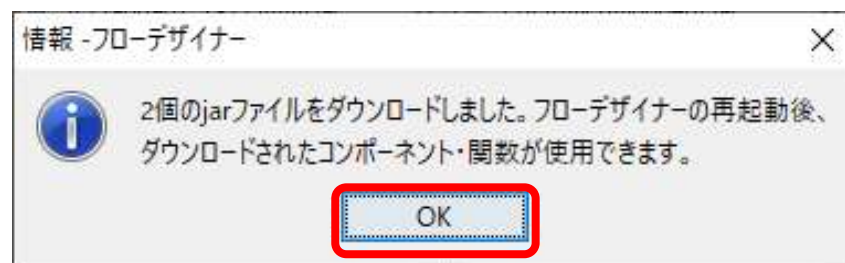 情報 -フローデザイナー
2個のjarファイルをダウンロードしました。フローデザイナーの再起動後、
ダウンロードされたコンポーネント・関数が使用できます。
OK